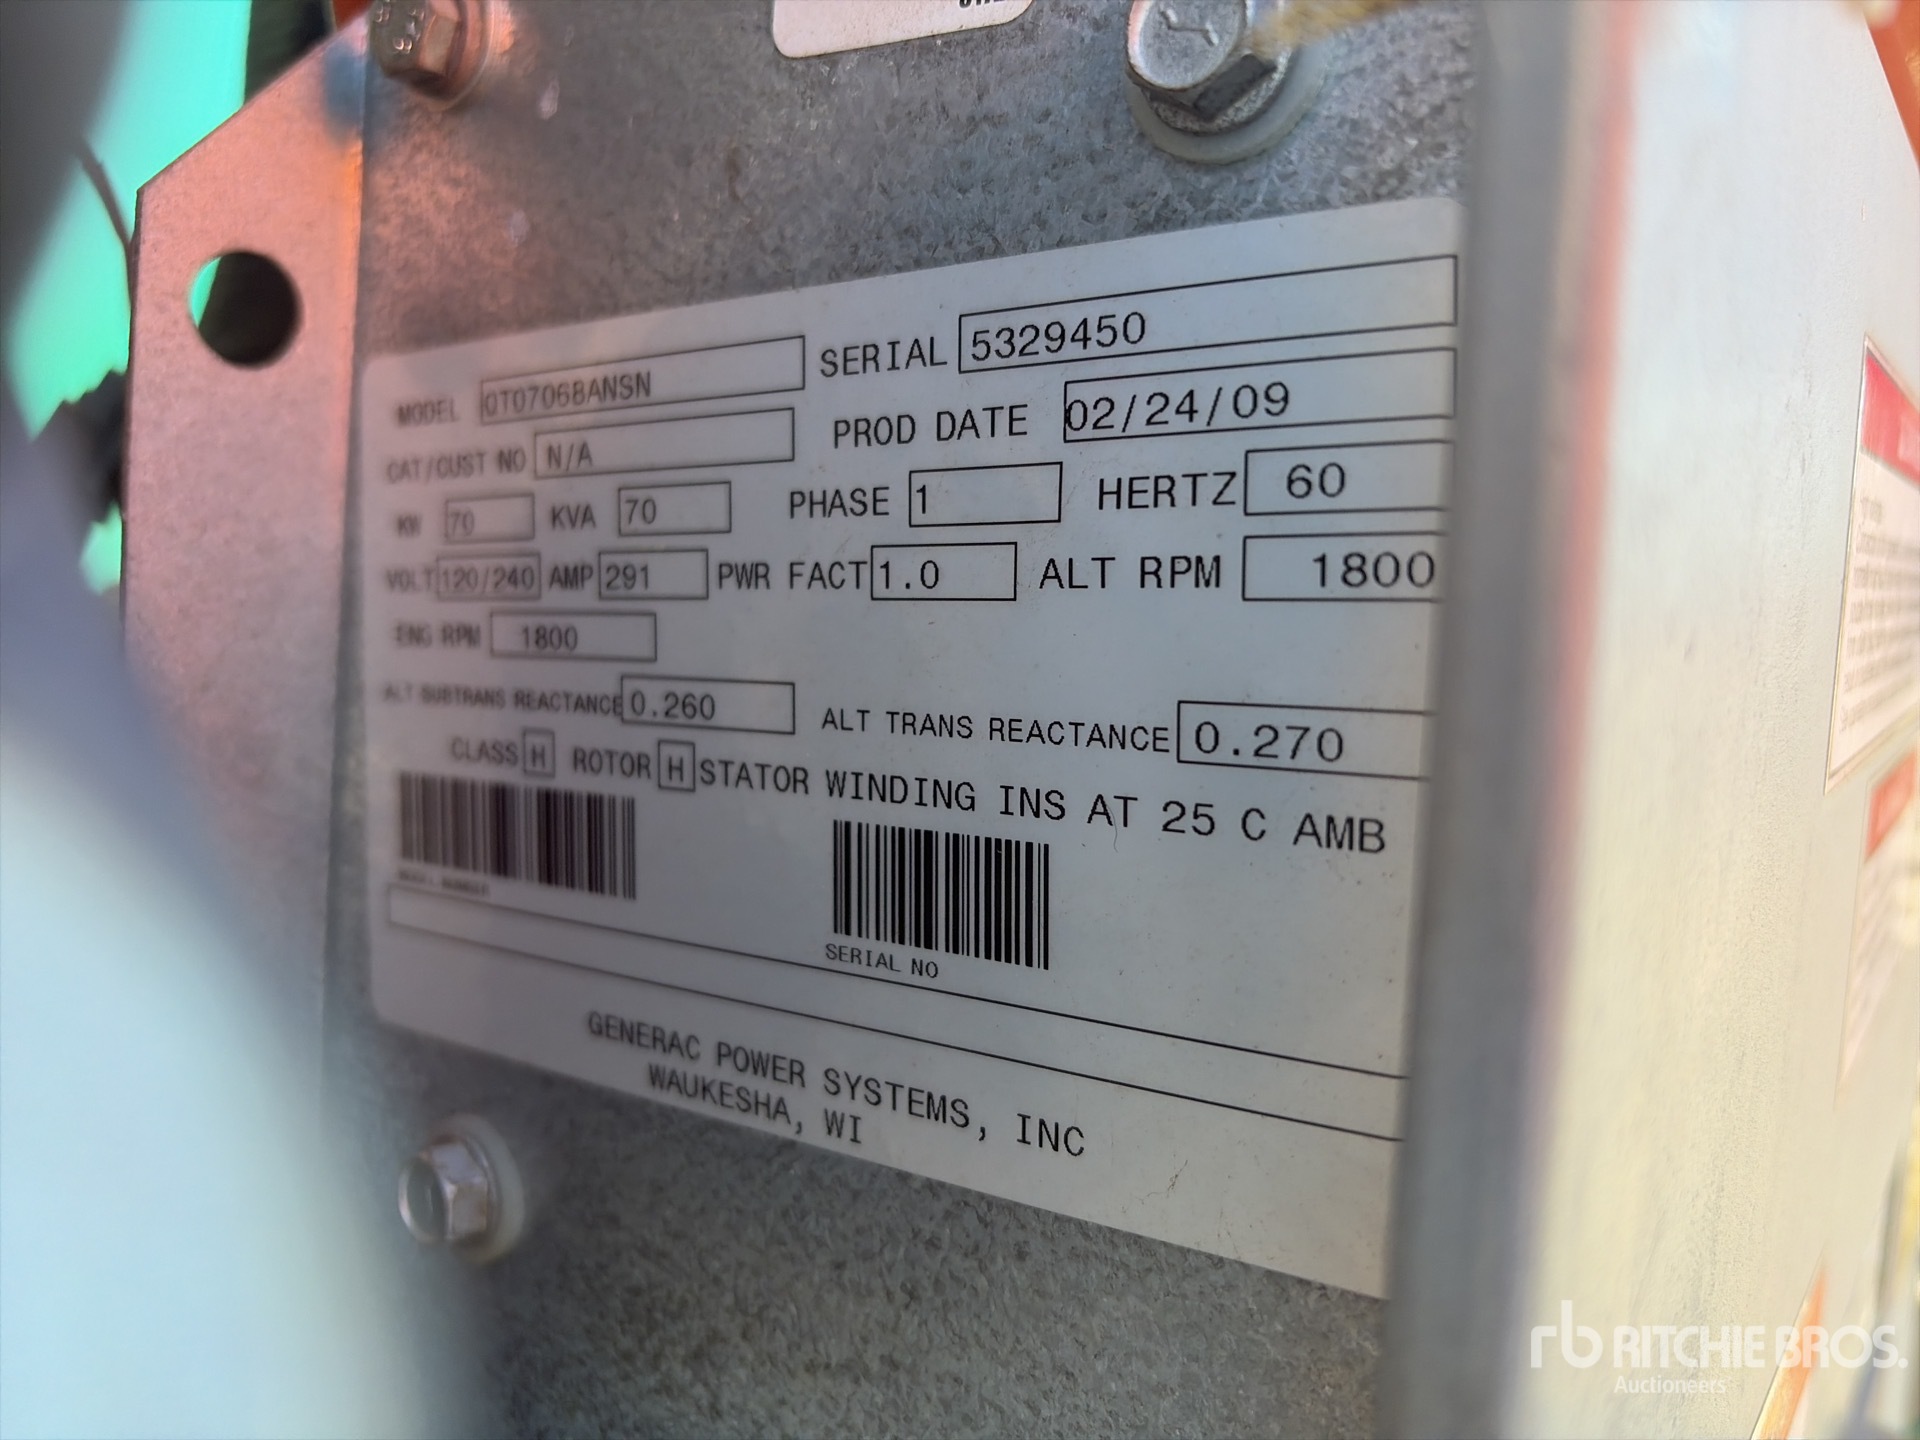 MODEL QT07068ANSN SERIAL 5329450
CAT/CUST NO N/A PROD DATE 02/24/09
KW 70 KVA 70 PHASE 1 HERTZ 60
VOLT 120/240 AMP 291 PWR FACT 1.0 ALT RPM 1800
ENG RPM 1800
ALT SUBTRANS REACTANCE 0.260 ALT TRANS REACTANCE 0.270
CLASS H ROTOR H STATOR WINDING INS AT 25 C AMB
SERIAL NO
GENERAC POWER SYSTEMS, INC
WAUKESHA, WI
rb RITCHIE BROS.
Auctioneers